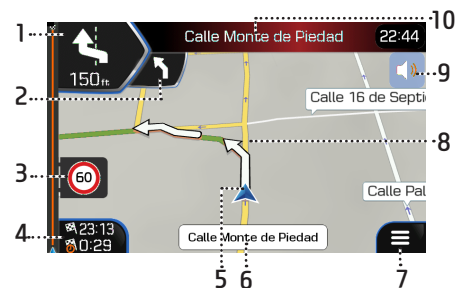 10
1
Calle Monte de Piedad
22:44
150 ft
2
9
Calle 16 de Septi
8
3
60
Calle Pal
4
23:13
0:29
Calle Monte de Piedad
5
6
7